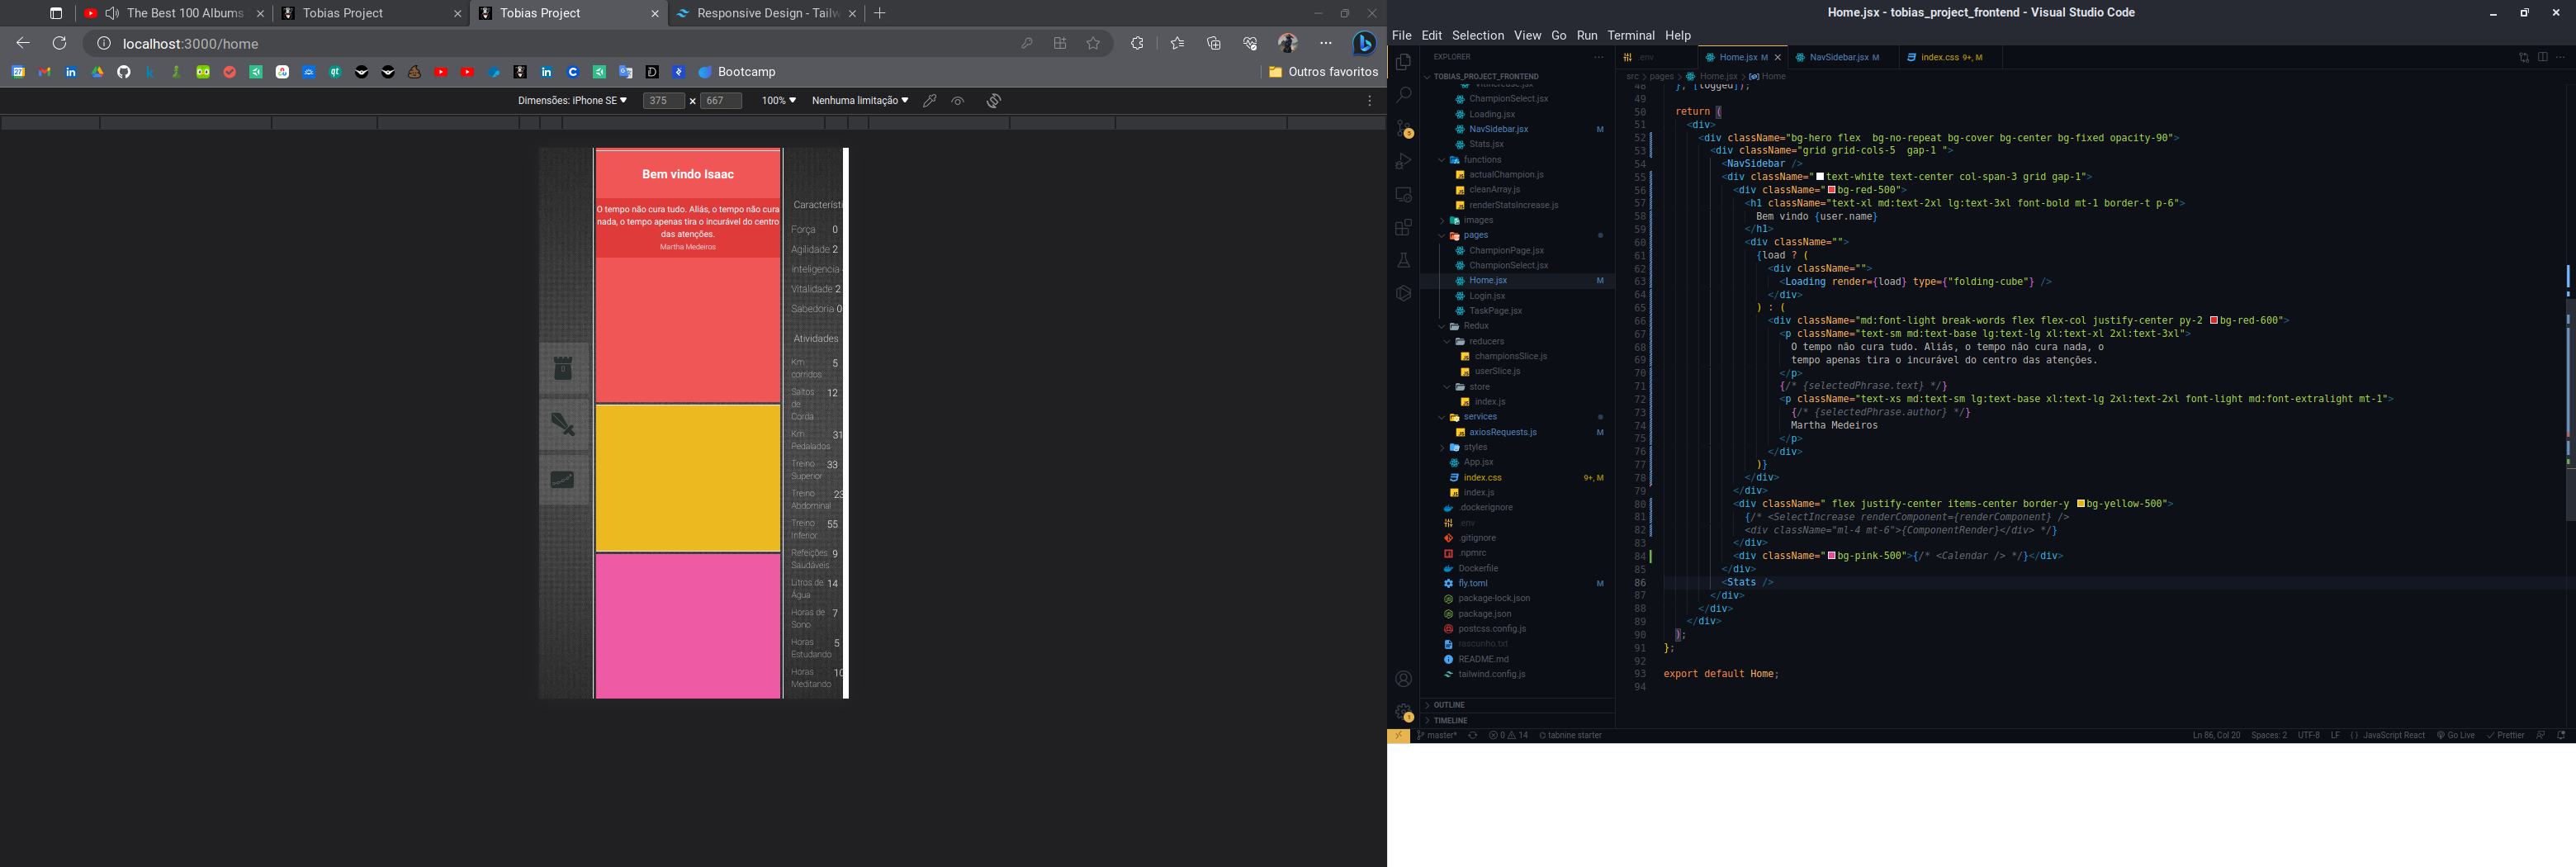 The Best 100 Albums
Tobias Project
Tobias Project
Responsive Design - Tailw
localhost:3000/home
Bootcamp
Outros favoritos
Dimensões: iPhone SE
375 × 667
100%
Nenhuma limitação
Bem vindo Isaac
O tempo não cura tudo. Aliás, o tempo não cura
nada, o tempo apenas tira o incurável do centro
das atenções.
Martha Medeiros
Característi
Força 0
Agilidade 2
Inteligencia
Vitalidade 2
Sabedoria 0
Atividades
Km
corridos 5
Saltos
de
Corda 12
Km
Pedalados 31
Treino
Superior 33
Treino
Abdominal 23
Treino
Inferior 55
Refeições
Saudáveis 9
Litros de
Água 14
Horas de
Sono 7
Horas
Estudando 5
Horas
Meditando 10
Home.jsx - tobias_project_frontend - Visual Studio Code
File Edit Selection View Go Run Terminal Help
EXPLORER
TOBIAS_PROJECT_FRONTEND
ChampionSelect.jsx
Loading.jsx
NavSidebar.jsx M
Stats.jsx
functions
actualChampion.js
cleanArray.js
renderStatsIncrease.js
images
pages
ChampionPage.jsx
ChampionSelect.jsx
Home.jsx M
Login.jsx
TaskPage.jsx
Redux
reducers
championsSlice.js
userSlice.js
store
index.js
services
axiosRequests.js M
styles
App.jsx
index.css 9+, M
index.js
.dockerignore
.env
.gitignore
.npmrc
Dockerfile
fly.toml M
package-lock.json
package.json
postcss.config.js
rascunho.txt
README.md
tailwind.config.js
OUTLINE
TIMELINE
.env
Home.jsx M
NavSidebar.jsx M
index.css 9+, M
src > pages > Home.jsx > Home
48 }, [logged]);
49
50 return (
51 <div>
52 <div className="bg-hero flex  bg-no-repeat bg-cover bg-center bg-fixed opacity-90">
53 <div className="grid grid-cols-5  gap-1 ">
54 <NavSidebar />
55 <div className="text-white text-center col-span-3 grid gap-1">
56 <div className="bg-red-500">
57 <h1 className="text-xl md:text-2xl lg:text-3xl font-bold mt-1 border-t p-6">
58 Bem vindo {user.name}
59 </h1>
60 <div className="">
61 {load ? (
62 <div className="">
63 <Loading render={load} type={"folding-cube"} />
64 </div>
65 ) : (
66 <div className="md:font-light break-words flex flex-col justify-center py-2 bg-red-600">
67 <p className="text-sm md:text-base lg:text-lg xl:text-xl 2xl:text-3xl">
68 O tempo não cura tudo. Aliás, o tempo não cura nada, o
69 tempo apenas tira o incurável do centro das atenções.
70 </p>
71 {/* {selectedPhrase.text} */}
72 <p className="text-xs md:text-sm lg:text-base xl:text-lg 2xl:text-2xl font-light md:font-extralight mt-1">
73 {/* {selectedPhrase.author} */}
74 Martha Medeiros
75 </p>
76 </div>
77 )}
78 </div>
79 </div>
80 <div className=" flex justify-center items-center border-y bg-yellow-500">
81 {/* <SelectIncrease renderComponent={renderComponent} />
82 <div className="ml-4 mt-6">{ComponentRender}</div> */}
83 </div>
84 <div className="bg-pink-500">{/* <Calendar /> */}</div>
85 </div>
86 <Stats />
87 </div>
88 </div>
89 </div>
90 );
91 };
92
93 export default Home;
94
master* 0 14 tabnine starter
Ln 86, Col 20 Spaces: 2 UTF-8 LF JavaScript React Go Live Prettier